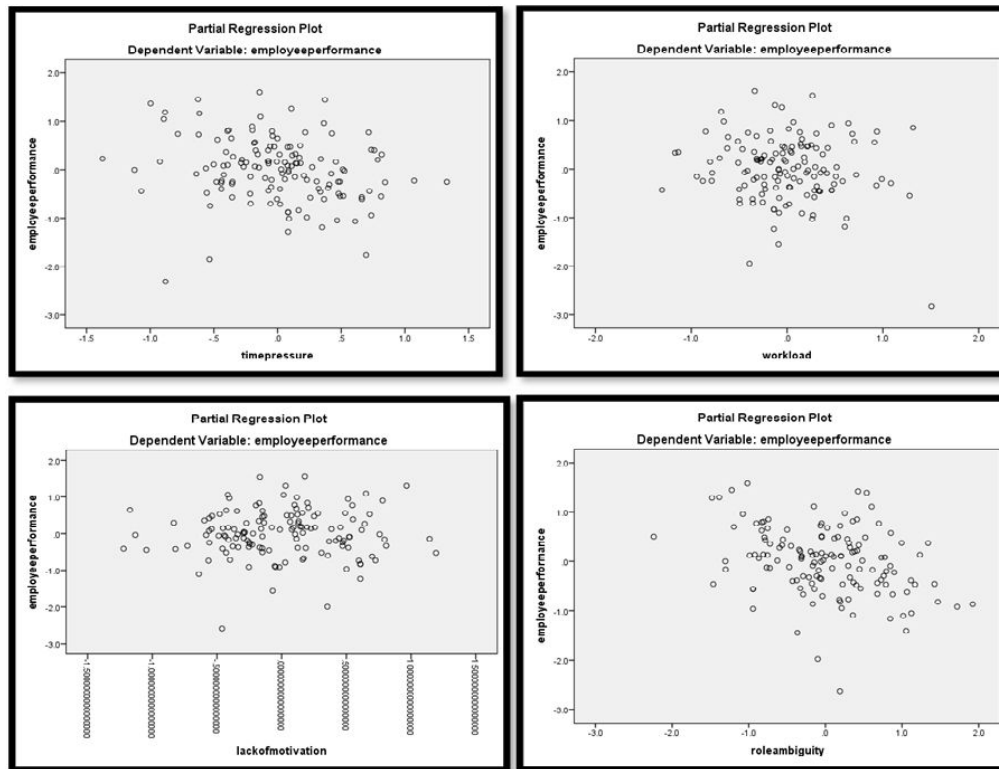 Partial Regression Plot
Dependent Variable: employeeperformance
employeeperformance
2.0
1.0
.0
-1.0
-2.0
-3.0
-1.5
-1.0
-.5
.0
.5
1.0
1.5
timepressure
Partial Regression Plot
Dependent Variable: employeeperformance
employeeperformance
2.0
1.0
.0
-1.0
-2.0
-3.0
-2.0
-1.0
.0
1.0
2.0
workload
Partial Regression Plot
Dependent Variable: employeeperformance
employeeperformance
2.0
1.0
.0
-1.0
-2.0
-3.0
lackofmotivation
Partial Regression Plot
Dependent Variable: employeeperformance
employeeperformance
2.0
1.0
.0
-1.0
-2.0
-3.0
-3.0
-2.0
-1.0
.0
1.0
2.0
roleambiguity